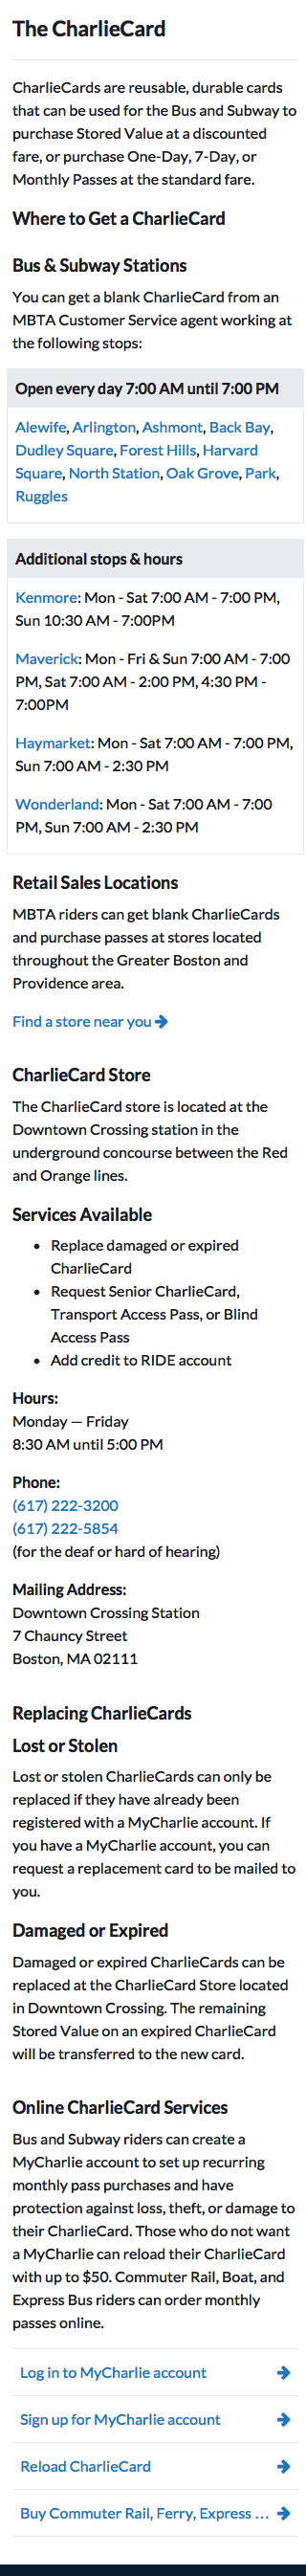 The CharlieCard
CharlieCards are reusable, durable cards
that can be used for the Bus and Subway to
purchase Stored Value at a discounted
fare, or purchase One-Day, 7-Day, or
Monthly Passes at the standard fare.
Where to Get a CharlieCard
Bus & Subway Stations
You can get a blank CharlieCard from an
MBTA Customer Service agent working at
the following stops:
Open every day 7:00 AM until 7:00 PM
Alewife, Arlington, Ashmont, Back Bay,
Dudley Square, Forest Hills, Harvard
Square, North Station, Oak Grove, Park,
Ruggles
Additional stops & hours
Kenmore: Mon - Sat 7:00 AM - 7:00 PM,
Sun 10:30 AM - 7:00PM
Maverick: Mon - Fri & Sun 7:00 AM - 7:00
PM, Sat 7:00 AM - 2:00 PM, 4:30 PM -
7:00PM
Haymarket: Mon - Sat 7:00 AM - 7:00 PM,
Sun 7:00 AM - 2:30 PM
Wonderland: Mon - Sat 7:00 AM - 7:00
PM, Sun 7:00 AM - 2:30 PM
Retail Sales Locations
MBTA riders can get blank CharlieCards
and purchase passes at stores located
throughout the Greater Boston and
Providence area.
Find a store near you
CharlieCard Store
The CharlieCard store is located at the
Downtown Crossing station in the
underground concourse between the Red
and Orange lines.
Services Available
• Replace damaged or expired
CharlieCard
• Request Senior CharlieCard,
Transport Access Pass, or Blind
Access Pass
• Add credit to RIDE account
Hours:
Monday — Friday
8:30 AM until 5:00 PM
Phone:
(617) 222-3200
(617) 222-5854
(for the deaf or hard of hearing)
Mailing Address:
Downtown Crossing Station
7 Chauncy Street
Boston, MA 02111
Replacing CharlieCards
Lost or Stolen
Lost or stolen CharlieCards can only be
replaced if they have already been
registered with a MyCharlie account. If
you have a MyCharlie account, you can
request a replacement card to be mailed to
you.
Damaged or Expired
Damaged or expired CharlieCards can be
replaced at the CharlieCard Store located
in Downtown Crossing. The remaining
Stored Value on an expired CharlieCard
will be transferred to the new card.
Online CharlieCard Services
Bus and Subway riders can create a
MyCharlie account to set up recurring
monthly pass purchases and have
protection against loss, theft, or damage to
their CharlieCard. Those who do not want
a MyCharlie can reload their CharlieCard
with up to $50. Commuter Rail, Boat, and
Express Bus riders can order monthly
passes online.
Log in to MyCharlie account
Sign up for MyCharlie account
Reload CharlieCard
Buy Commuter Rail, Ferry, Express ...